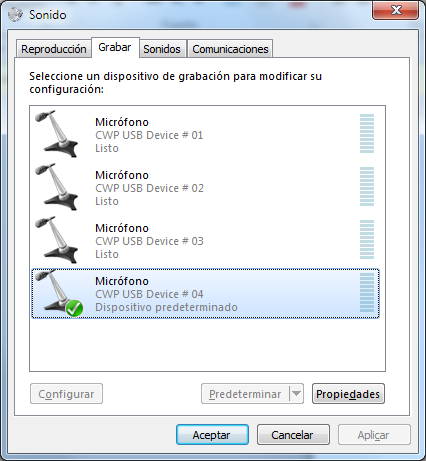 Sonido
Reproducción Grabar Sonidos Comunicaciones
Seleccione un dispositivo de grabación para modificar su
configuración:
Micrófono
CWP USB Device # 01
Listo
Micrófono
CWP USB Device # 02
Listo
Micrófono
CWP USB Device # 03
Listo
Micrófono
CWP USB Device # 04
Dispositivo predeterminado
Configurar Predeterminar Propiedades
Aceptar Cancelar Aplicar